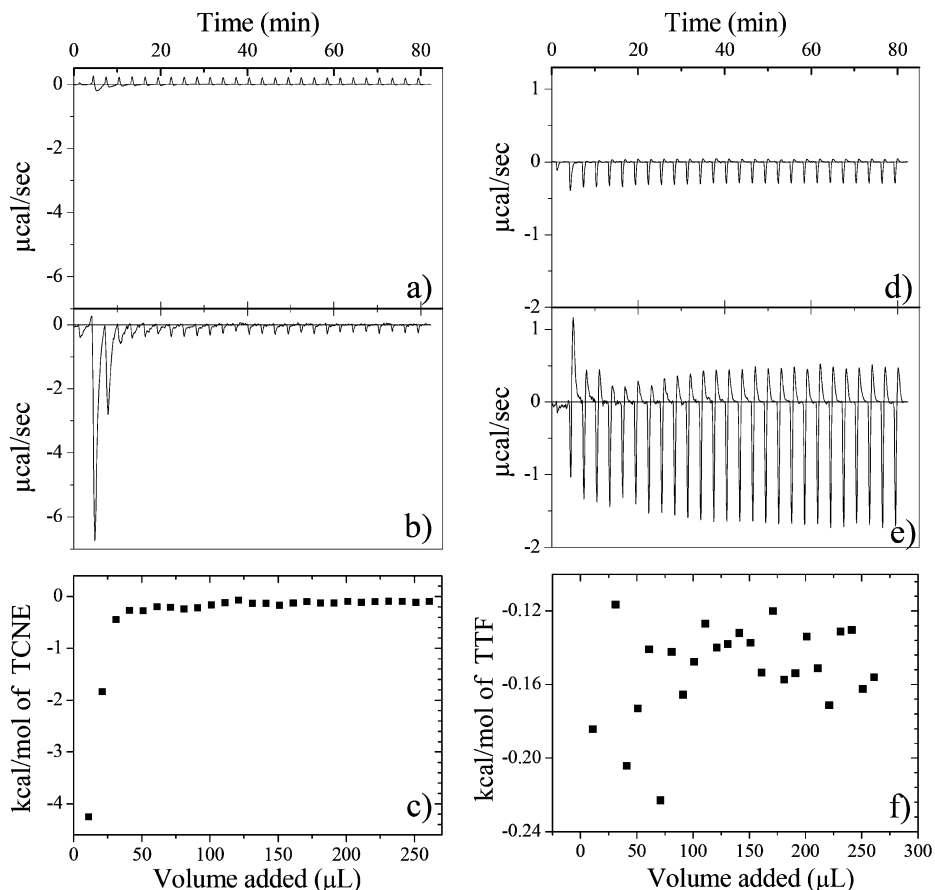 Time (min)
0 20 40 60 80
0
-2
-4
-6
μcal/sec
a)
0
-2
-4
-6
μcal/sec
b)
0
-1
-2
-3
-4
kcal/mol of TCNE
c)
0 50 100 150 200 250
Volume added (μL)
Time (min)
0 20 40 60 80
1
0
-1
-2
μcal/sec
d)
1
0
-1
-2
μcal/sec
e)
-0.12
-0.16
-0.20
-0.24
kcal/mol of TTF
f)
0 50 100 150 200 250 300
Volume added (μL)